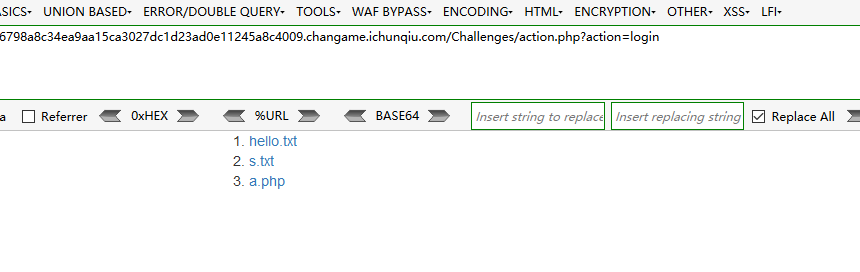 ASICS▾ UNION BASED▾ ERROR/DOUBLE QUERY▾ TOOLS▾ WAF BYPASS▾ ENCODING▾ HTML▾ ENCRYPTION▾ OTHER▾ XSS▾ LFI▾
6798a8c34ea9aa15ca3027dc1d23ad0e11245a8c4009.changame.ichunqiu.com/Challenges/action.php?action=login
a Referrer 0xHEX %URL BASE64 Insert string to replace Insert replacing string Replace All
1. hello.txt
2. s.txt
3. a.php